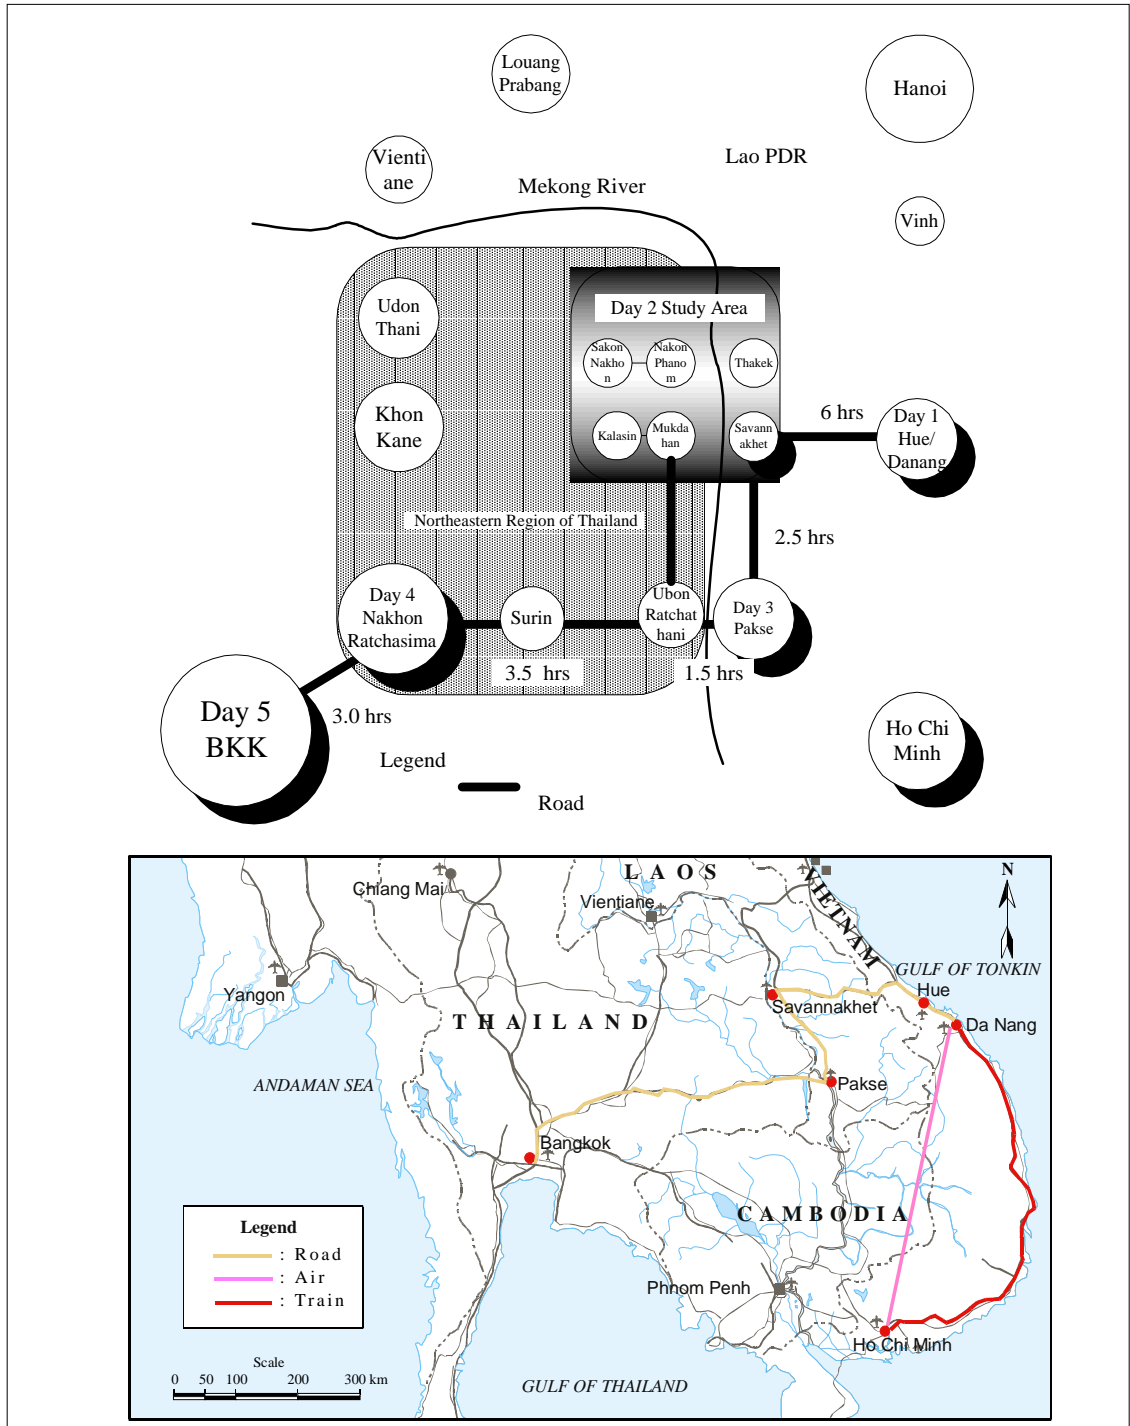 Louang
Prabang
Hanoi
Lao PDR
Vienti
ane
Mekong River
Vinh
Udon
Thani
Day 2 Study Area
Sakon
Nakho
n
Nakon
Phano
m
Thakek
Khon
Kane
Kalasin
Mukda
han
Savann
akhet
6 hrs
Day 1
Hue/
Danang
Northeastern Region of Thailand
2.5 hrs
Day 4
Nakhon
Ratchasima
Surin
Ubon
Ratchat
hani
Day 3
Pakse
3.5 hrs
1.5 hrs
Day 5
BKK
3.0 hrs
Ho Chi
Minh
Legend
Road
LAOS
N
Chiang Mai
Vientiane
VIETNAM
GULF OF TONKIN
Yangon
Hue
Savannakhet
THAILAND
Da Nang
ANDAMAN SEA
Pakse
Bangkok
CAMBODIA
Legend
: Road
: Air
: Train
Phnom Penh
Ho Chi Minh
Scale
0 50 100 200 300 km
GULF OF THAILAND